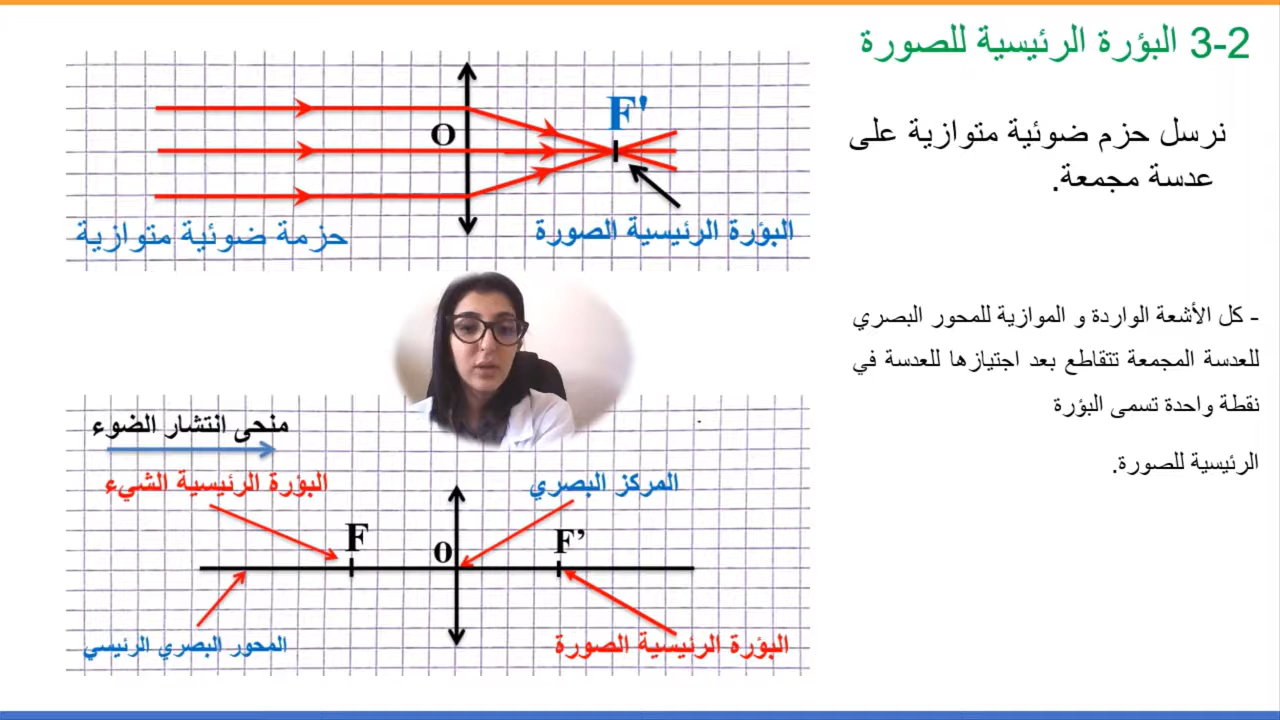 3-2 البؤرة الرئيسية للصورة
نرسل حزم ضوئية متوازية على
عدسة مجمعة.
F'
O
البؤرة الرئيسية الصورة
حزمة ضوئية متوازية
- كل الأشعة الواردة و الموازية للمحور البصري
للعدسة المجمعة تتقاطع بعد اجتيازها للعدسة في
نقطة واحدة تسمى البؤرة
الرئيسية للصورة.
منحى انتشار الضوء
المركز البصري
البؤرة الرئيسية الشيء
F
O
F’
البؤرة الرئيسية الصورة
المحور البصري الرئيسي